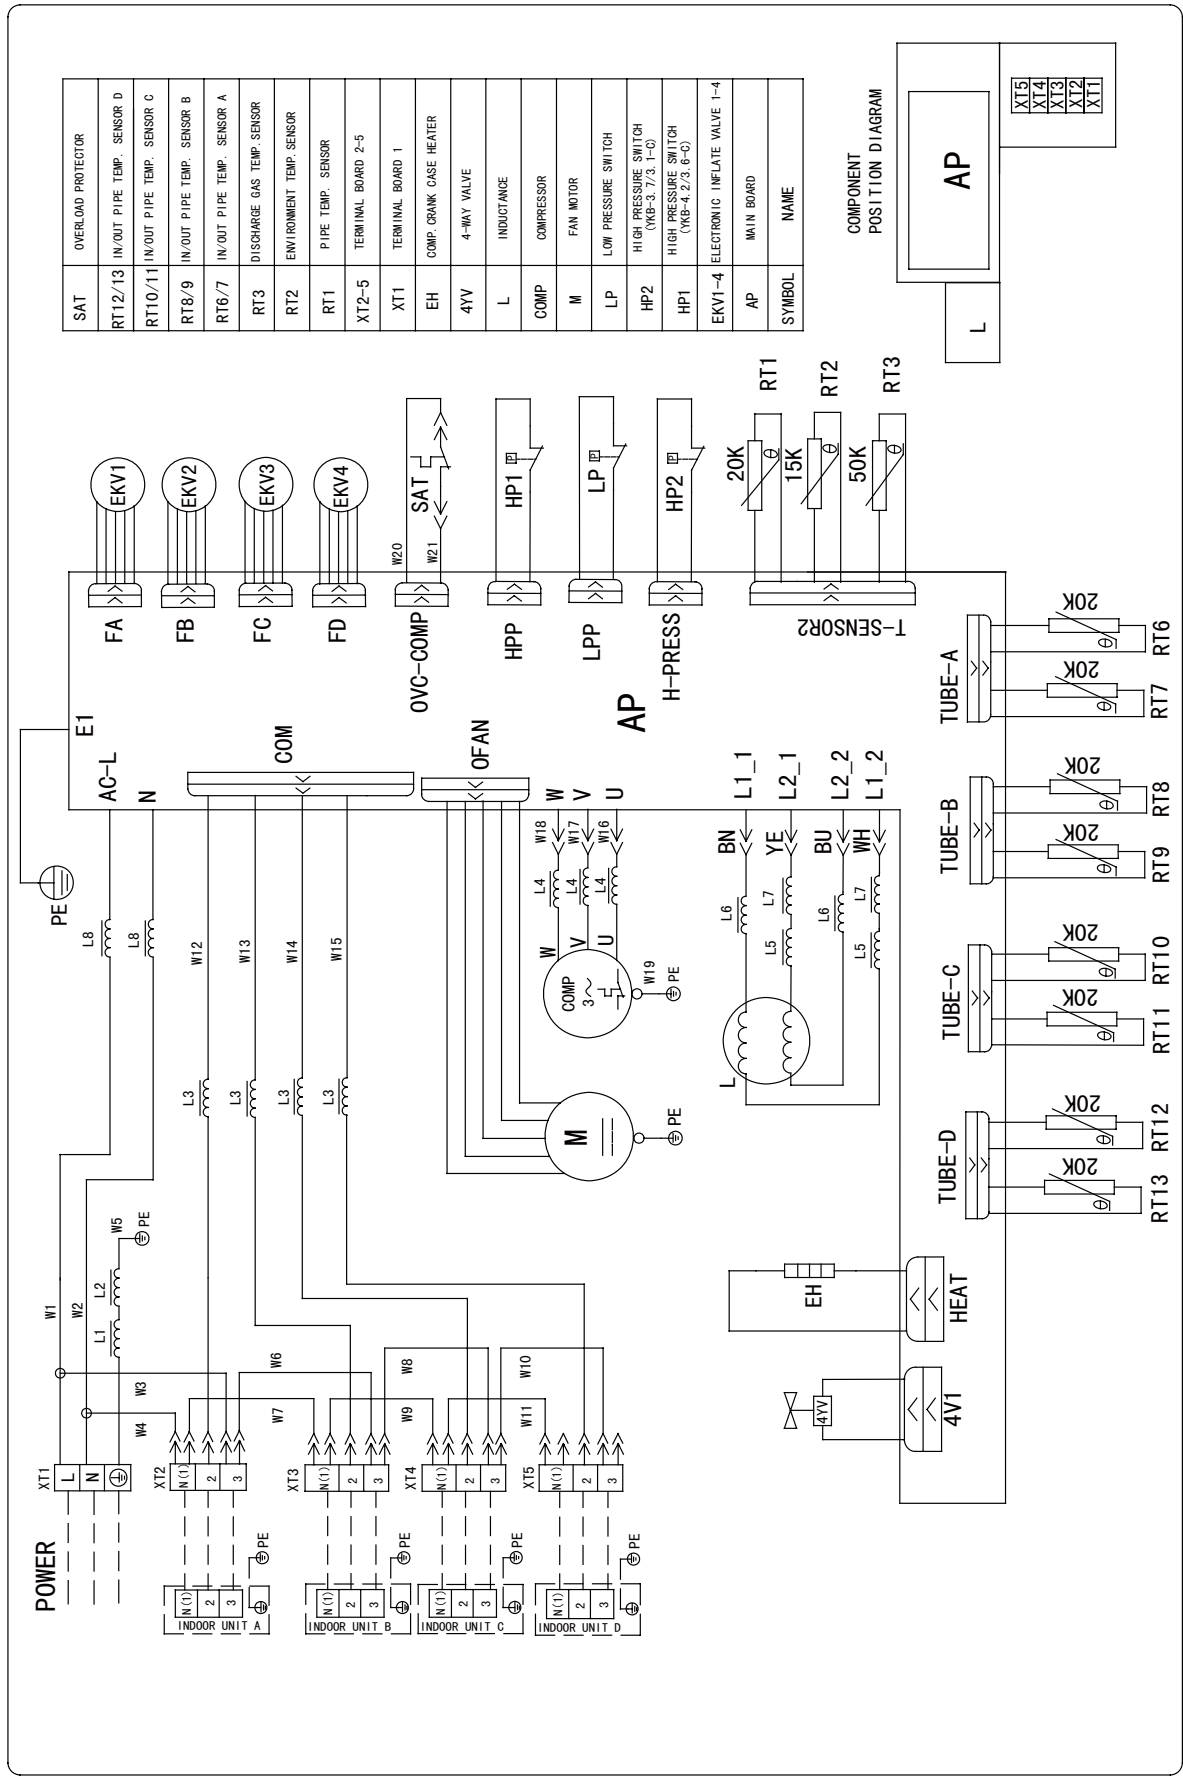 POWER
XT1
L
N
W1
W2
W3
W4
L1
L2
W5
PE
PE
E1
AC-L
N
L8
L8
XT2
N(1)
2
3
XT3
N(1)
2
3
XT4
N(1)
2
3
XT5
N(1)
2
3
W6
W7
W8
W9
W10
W11
N(1)
2
3
INDOOR UNIT A
PE
N(1)
2
3
INDOOR UNIT B
PE
N(1)
2
3
INDOOR UNIT C
PE
N(1)
2
3
INDOOR UNIT D
PE
L3
L3
L3
L3
W12
W13
W14
W15
COM
OFAN
M
PE
COMP
3~
W
V
U
W19
PE
L4
L4
L4
W18
W17
W16
W
V
U
AP
L
L6
L5
L7
L6
L5
L7
BN
YE
BU
WH
L1_1
L2_1
L2_2
L1_2
FA
EKV1
FB
EKV2
FC
EKV3
FD
EKV4
OVC-COMP
W20
W21
SAT
HPP
HP1
P
LPP
LP
P
H-PRESS
HP2
P
T-SENSOR2
20K
θ
RT1
15K
θ
RT2
50K
θ
RT3
4YV
4V1
EH
HEAT
TUBE-D
20K
θ
RT13
20K
θ
RT12
TUBE-C
20K
θ
RT11
20K
θ
RT10
TUBE-B
20K
θ
RT9
20K
θ
RT8
TUBE-A
20K
θ
RT7
20K
θ
RT6
SAT OVERLOAD PROTECTOR
RT12/13 IN/OUT PIPE TEMP. SENSOR D
RT10/11 IN/OUT PIPE TEMP. SENSOR C
RT8/9 IN/OUT PIPE TEMP. SENSOR B
RT6/7 IN/OUT PIPE TEMP. SENSOR A
RT3 DISCHARGE GAS TEMP.SENSOR
RT2 ENVIRONMENT TEMP.SENSOR
RT1 PIPE TEMP. SENSOR
XT2-5 TERMINAL BOARD 2-5
XT1 TERMINAL BOARD 1
EH COMP.CRANK CASE HEATER
4YV 4-WAY VALVE
L INDUCTANCE
COMP COMPRESSOR
M FAN MOTOR
LP LOW PRESSURE SWITCH
HP2 HIGH PRESSURE SWITCH
(YKB-3.7/3.1-C)
HP1 HIGH PRESSURE SWITCH
(YKB-4.2/3.6-C)
EKV1-4 ELECTRONIC INFLATE VALVE 1-4
AP MAIN BOARD
SYMBOL NAME
COMPONENT
POSITION DIAGRAM
L
AP
XT5
XT4
XT3
XT2
XT1